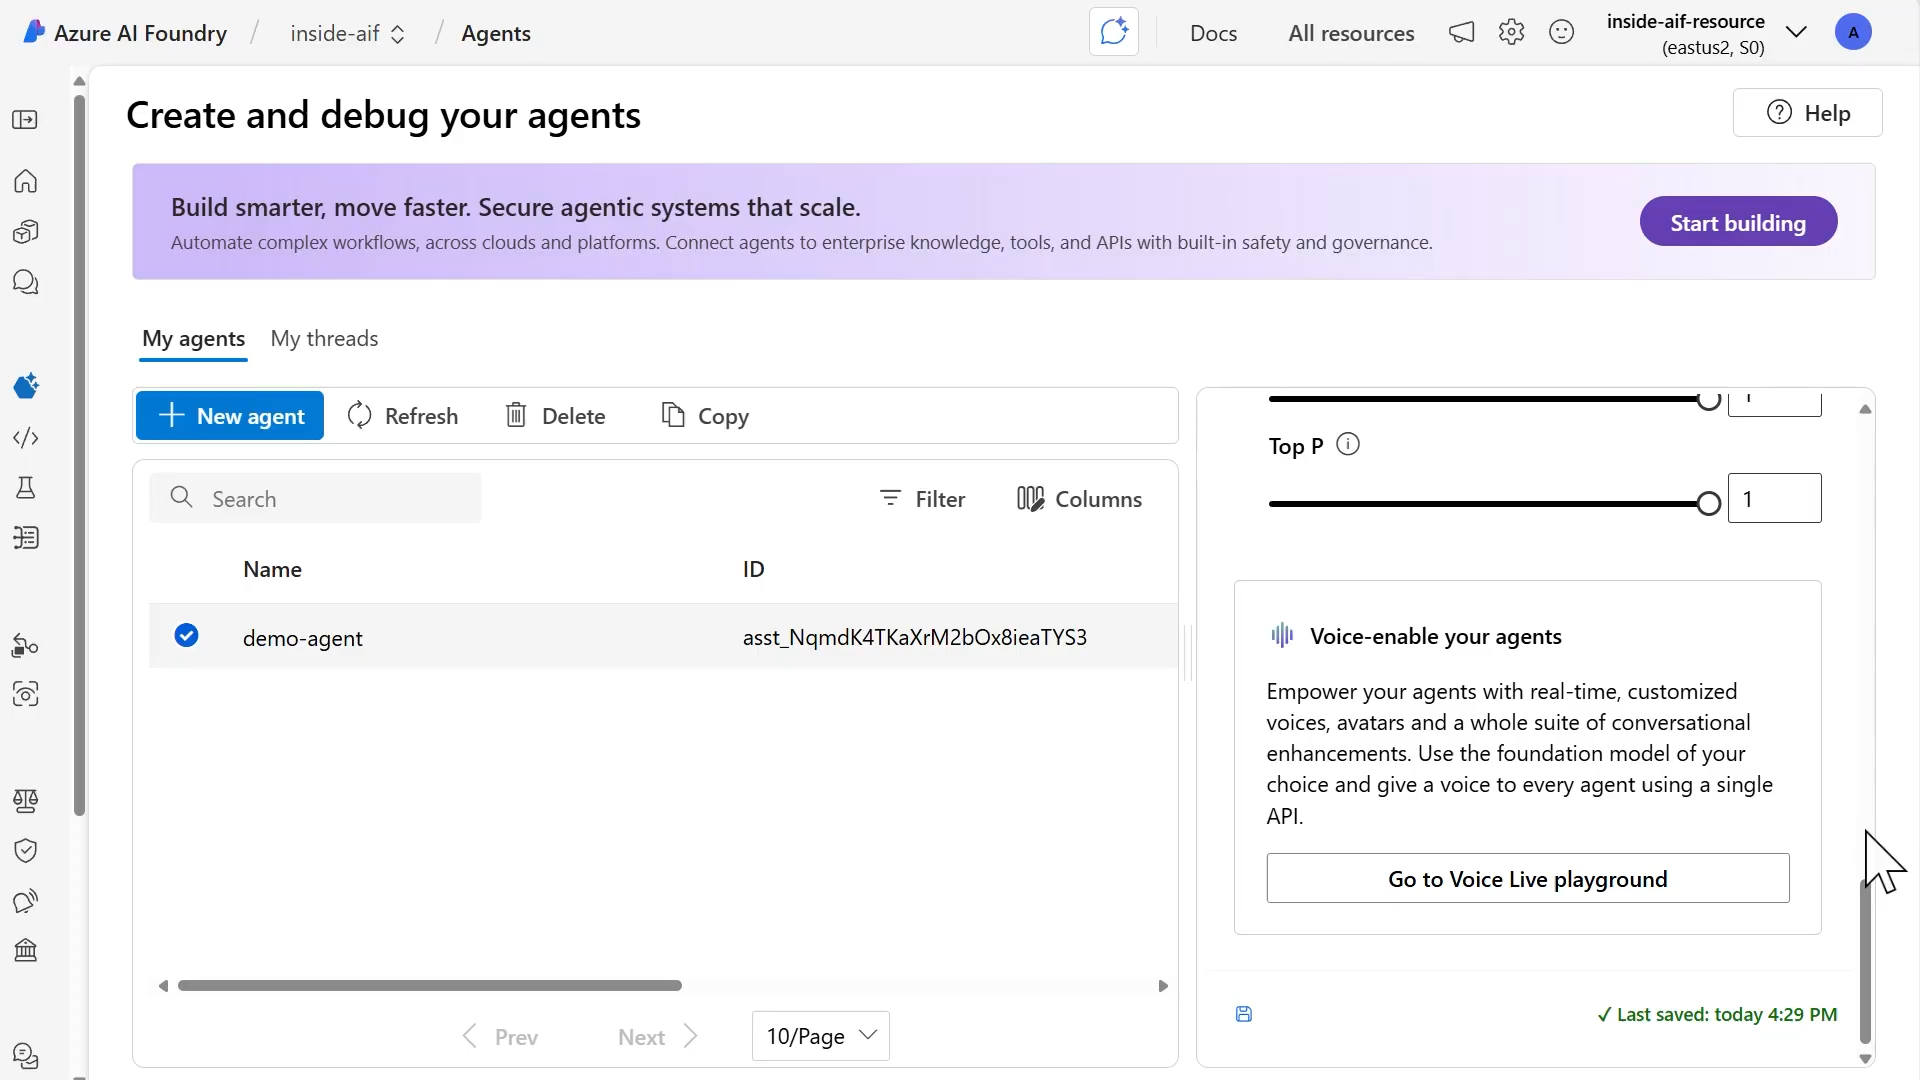 Azure AI Foundry / inside-aif / Agents
Docs
All resources
inside-aif-resource
(eastus2, S0)
A
Create and debug your agents
Help
Build smarter, move faster. Secure agentic systems that scale.
Automate complex workflows, across clouds and platforms. Connect agents to enterprise knowledge, tools, and APIs with built-in safety and governance.
Start building
My agents
My threads
New agent
Refresh
Delete
Copy
Search
Filter
Columns
Name
ID
demo-agent
asst_NqmdK4TKaXrM2bOx8ieaTYS3
Prev
Next
10/Page
Top P
1
Voice-enable your agents
Empower your agents with real-time, customized
voices, avatars and a whole suite of conversational
enhancements. Use the foundation model of your
choice and give a voice to every agent using a single
API.
Go to Voice Live playground
Last saved: today 4:29 PM